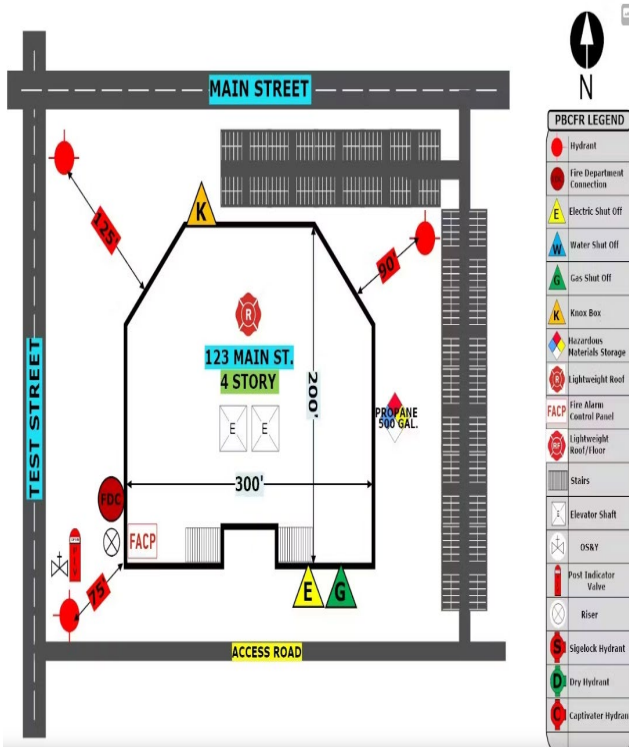 MAIN STREET
N
K
125'
90'
R
123 MAIN ST.
4 STORY
E
E
200'
PROPANE
500 GAL.
TEST STREET
300'
FDC
FACP
75'
E
G
ACCESS ROAD
PBCFR LEGEND
Hydrant
Fire Department
Connection
E
Electric Shut Off
W
Water Shut Off
G
Gas Shut Off
K
Knox Box
Hazardous
Materials Storage
R
Lightweight Roof
FACP
Fire Alarm
Control Panel
RF
Lightweight
Roof/Floor
Stairs
E
Elevator Shaft
OS&Y
Post Indicator
Valve
Riser
S
Sigelock Hydrant
D
Dry Hydrant
C
Captivater Hydran